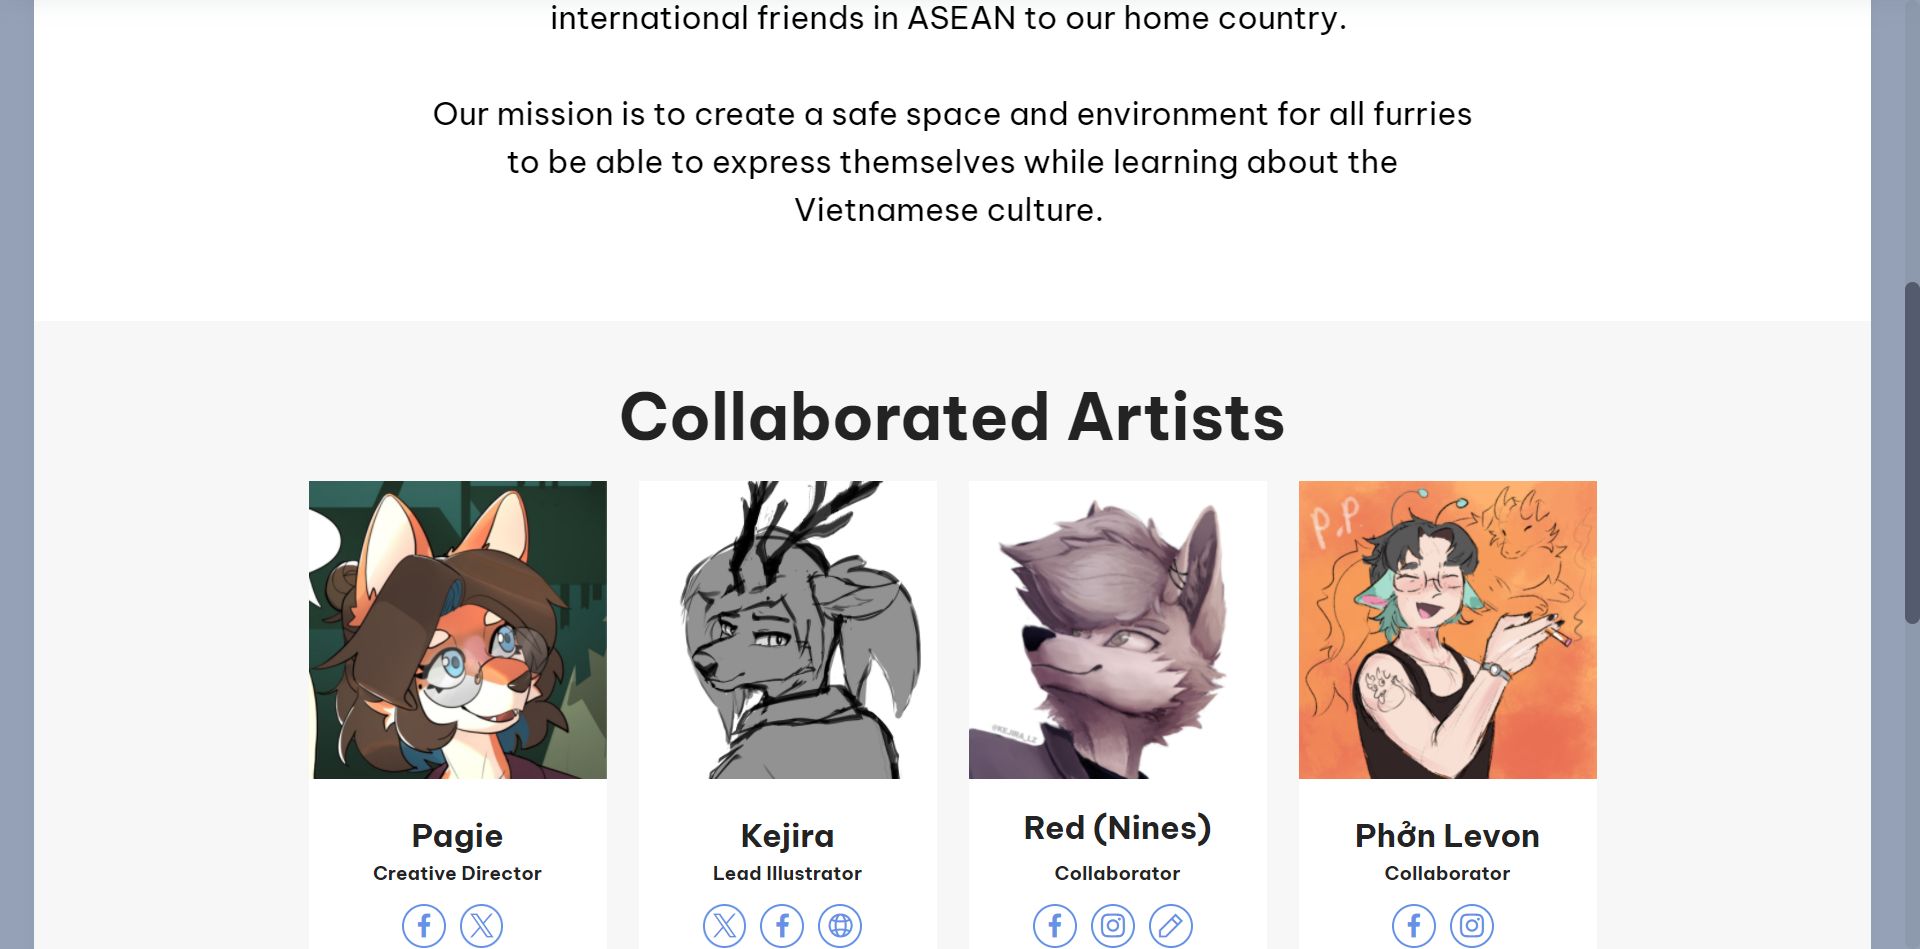 international friends in ASEAN to our home country.
Our mission is to create a safe space and environment for all furries
to be able to express themselves while learning about the
Vietnamese culture.
Collaborated Artists
P.P
@KEJIRA_LZ
Pagie
Creative Director
Kejira
Lead Illustrator
Red (Nines)
Collaborator
Phởn Levon
Collaborator